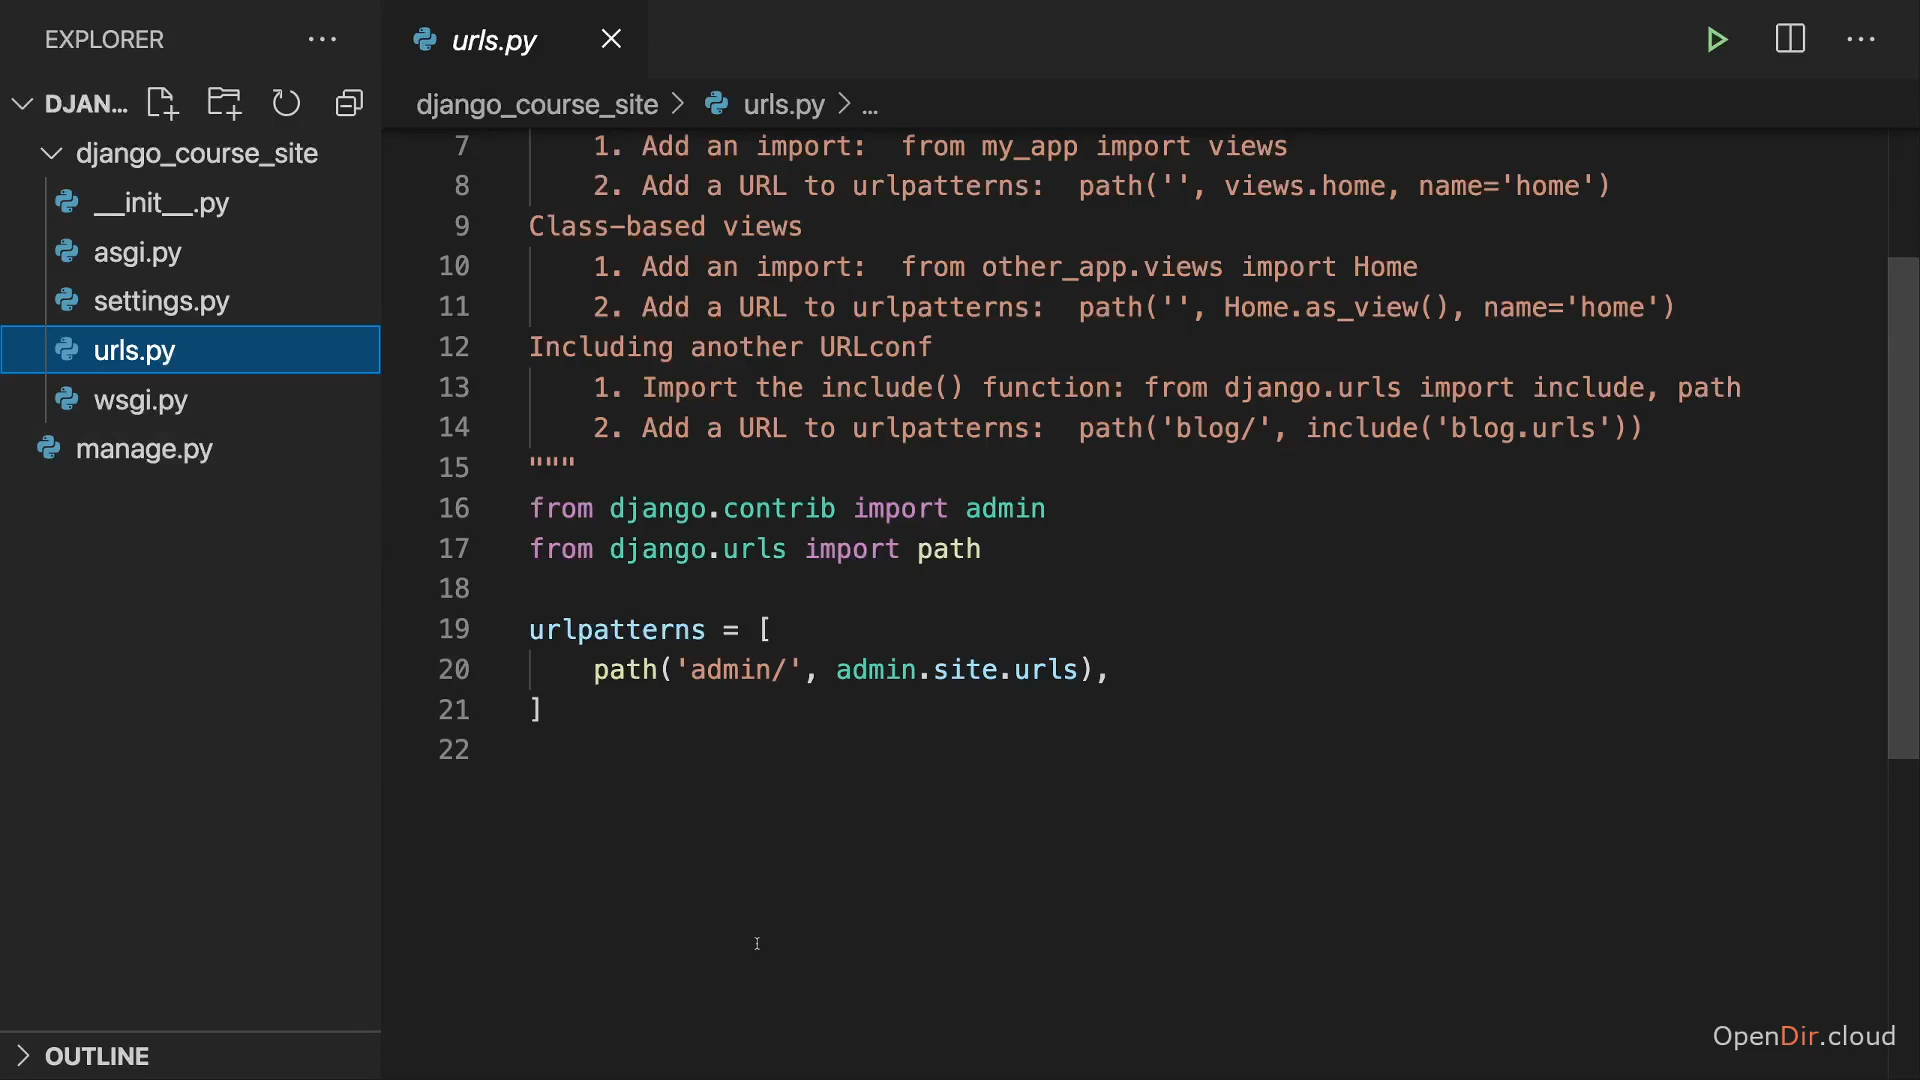 EXPLORER
DJAN...
django_course_site
__init__.py
asgi.py
settings.py
urls.py
wsgi.py
manage.py
OUTLINE
urls.py
django_course_site > urls.py > ...
7 1. Add an import:  from my_app import views
8 2. Add a URL to urlpatterns:  path('', views.home, name='home')
9 Class-based views
10 1. Add an import:  from other_app.views import Home
11 2. Add a URL to urlpatterns:  path('', Home.as_view(), name='home')
12 Including another URLconf
13 1. Import the include() function: from django.urls import include, path
14 2. Add a URL to urlpatterns:  path('blog/', include('blog.urls'))
15 """
16 from django.contrib import admin
17 from django.urls import path
18
19 urlpatterns = [
20 path('admin/', admin.site.urls),
21 ]
22
OpenDir.cloud